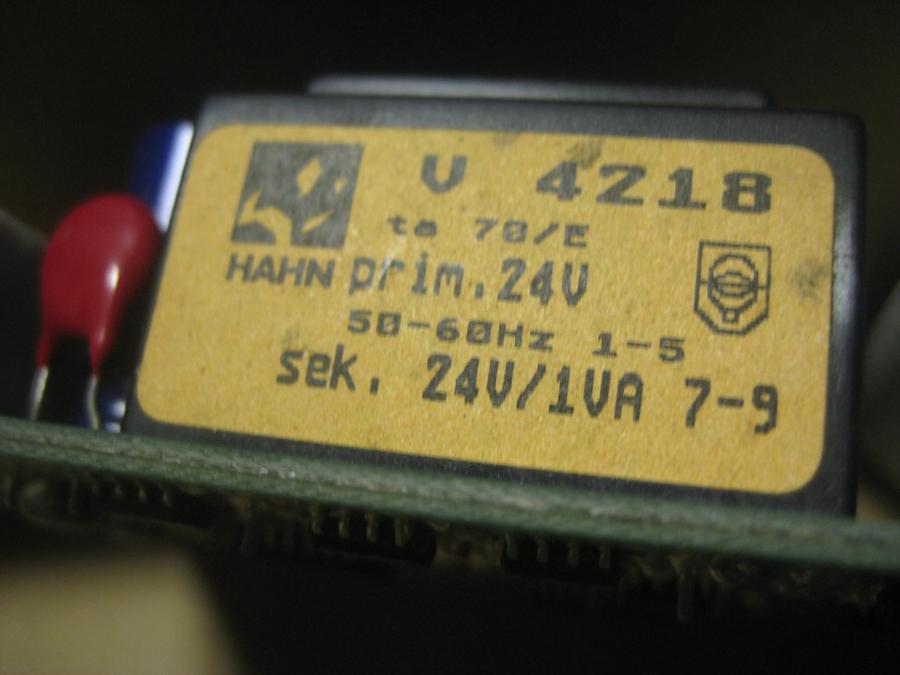 V 4218
ta 70/E
HAHN prim. 24V
50-60Hz 1-5
sek. 24V/1VA 7-9